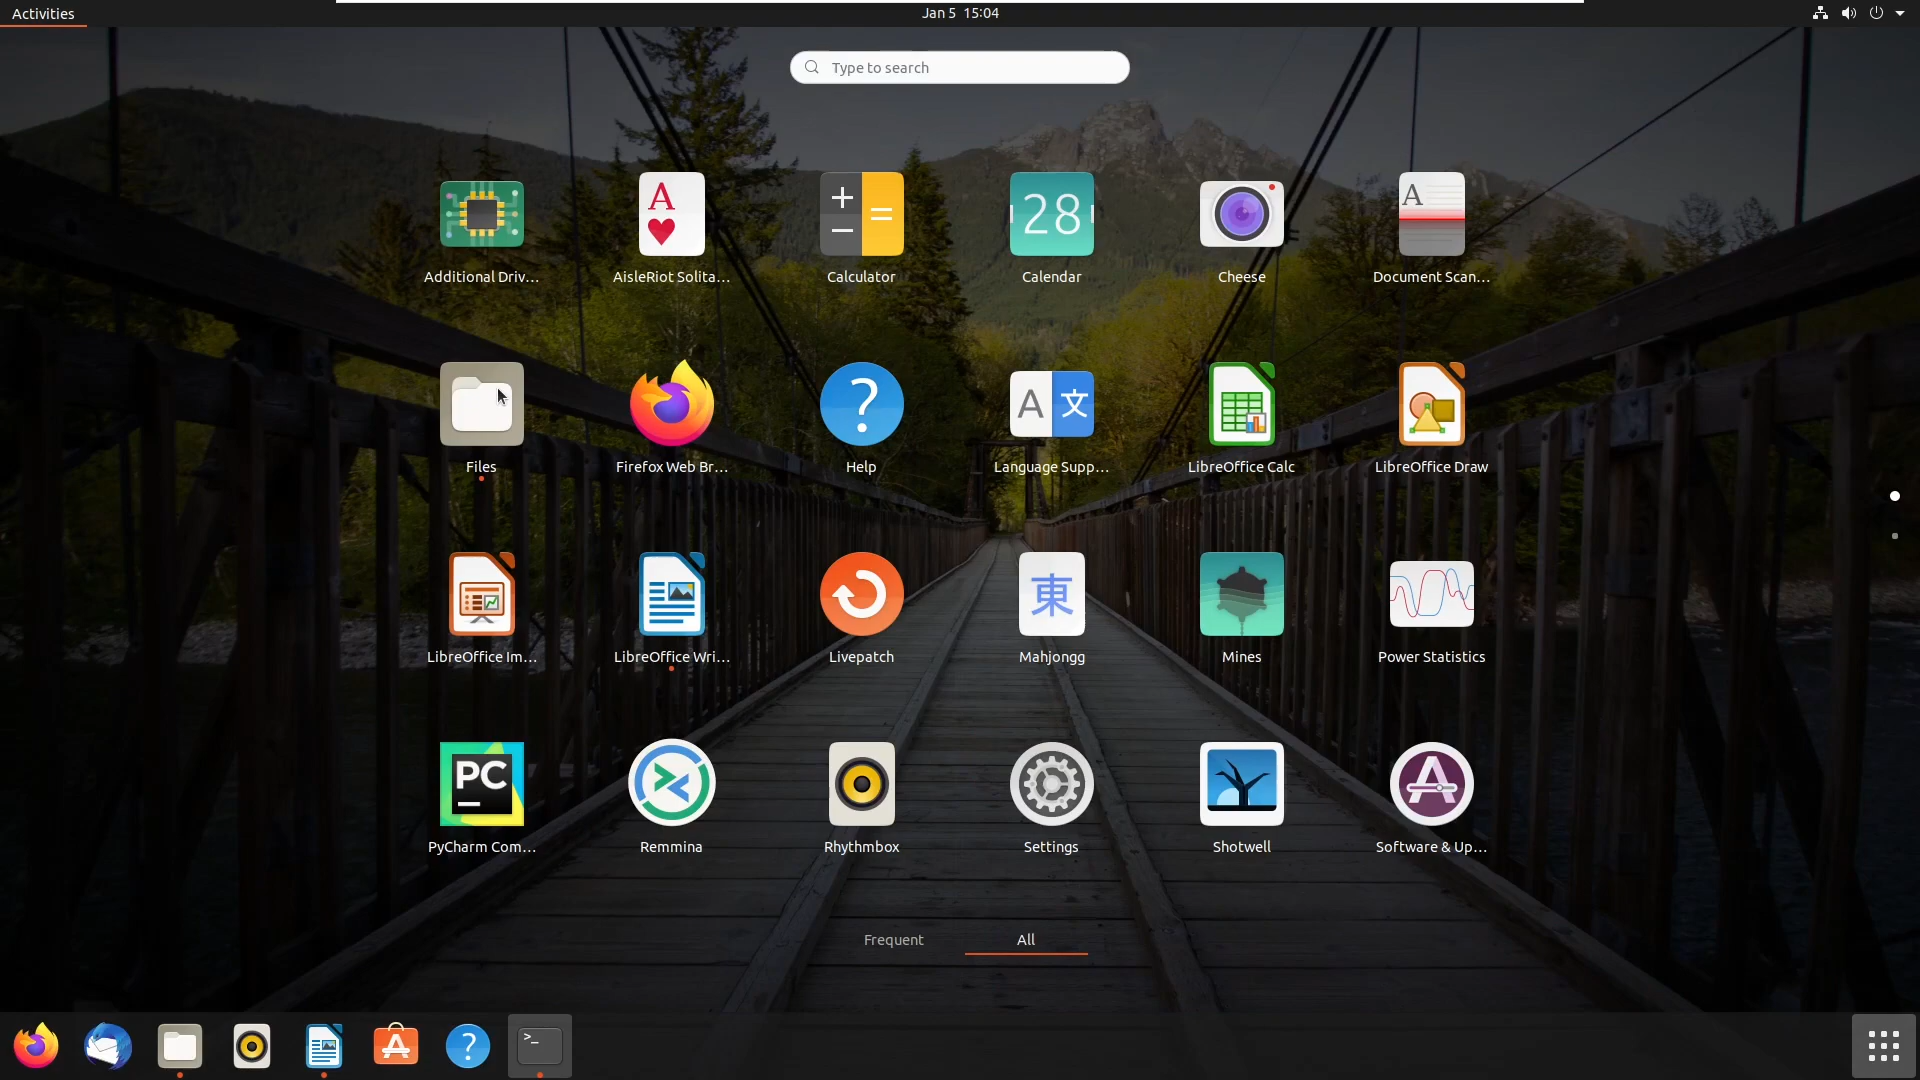 Activities
Jan 5 15:04
Type to search
A
28
A
Additional Driv...
AisleRiot Solita...
Calculator
Calendar
Cheese
Document Scan...
?
A 文
Files
Firefox Web Br...
Help
Language Supp...
LibreOffice Calc
LibreOffice Draw
東
LibreOffice Im...
LibreOffice Wri...
Livepatch
Mahjongg
Mines
Power Statistics
PC
PyCharm Com...
Remmina
Rhythmbox
Settings
Shotwell
Software & Up...
Frequent
All
?
>_